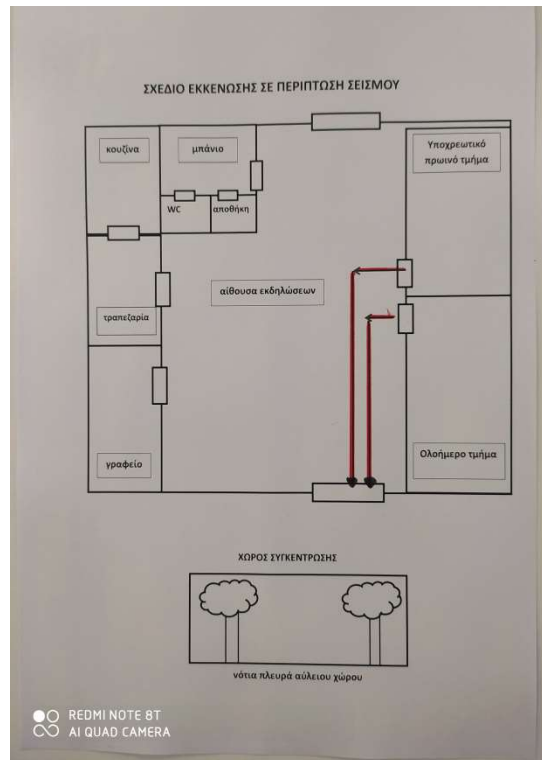 ΣΧΕΔΙΟ ΕΚΚΕΝΩΣΗΣ ΣΕ ΠΕΡΙΠΤΩΣΗ ΣΕΙΣΜΟΥ
κουζίνα
μπάνιο
Υποχρεωτικό
πρωινό τμήμα
WC
αποθήκη
αίθουσα εκδηλώσεων
τραπεζαρία
γραφείο
Ολοήμερο τμήμα
ΧΩΡΟΣ ΣΥΓΚΕΝΤΡΩΣΗΣ
νότια πλευρά αύλειου χώρου
REDMI NOTE 8T
AI QUAD CAMERA